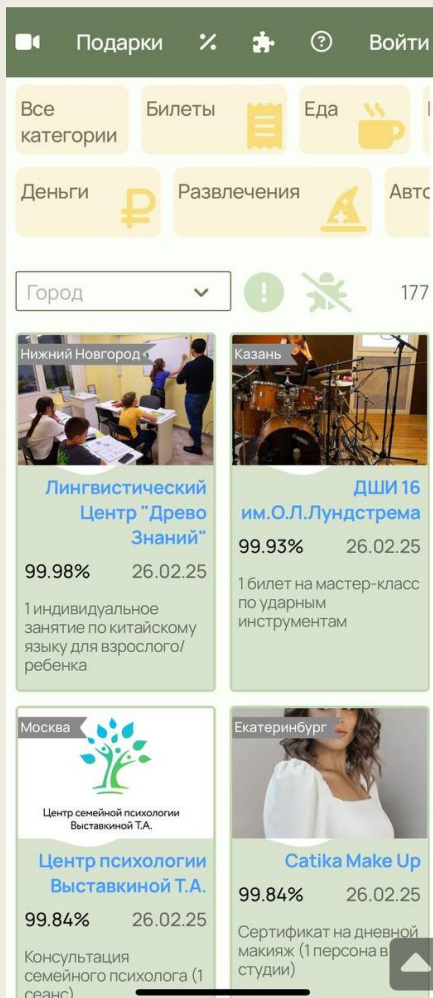 Подарки
Войти
Все
категории
Билеты
Еда
Деньги
Развлечения
Авто
Город
177
Нижний Новгород
Лингвистический
Центр "Древо
Знаний"
99.98% 26.02.25
1 индивидуальное
занятие по китайскому
языку для взрослого/
ребенка
Казань
ДШИ 16
им.О.Л.Лундстрема
99.93% 26.02.25
1 билет на мастер-класс
по ударным
инструментам
Москва
Центр семейной психологии
Выставкиной Т.А.
Центр психологии
Выставкиной Т.А.
99.84% 26.02.25
Консультация
семейного психолога (1
сеанс)
Екатеринбург
Catika Make Up
99.84% 26.02.25
Сертификат на дневной
макияж (1 персона в
студии)